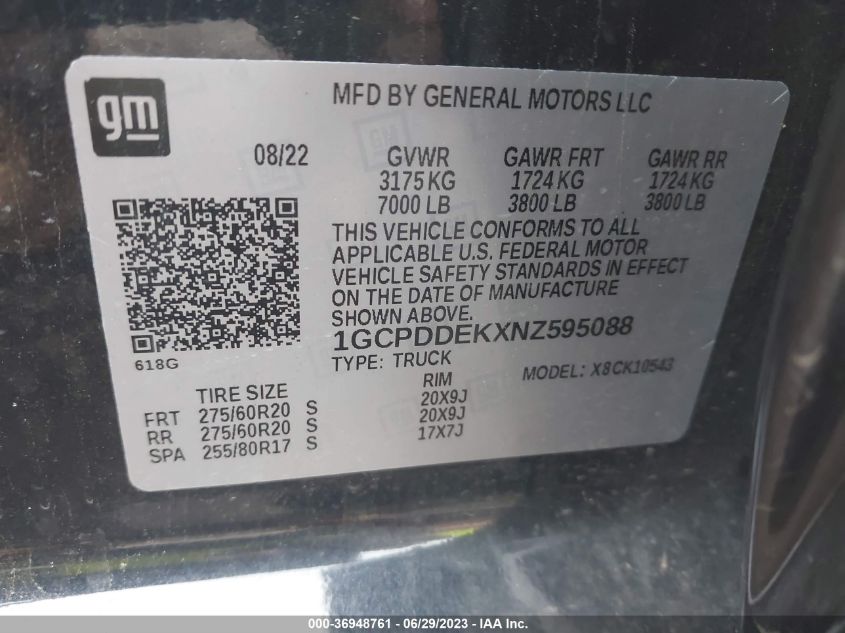 gm
MFD BY GENERAL MOTORS LLC
08/22 GVWR GAWR FRT GAWR RR
3175 KG 1724 KG 1724 KG
7000 LB 3800 LB 3800 LB
THIS VEHICLE CONFORMS TO ALL
APPLICABLE U.S. FEDERAL MOTOR
VEHICLE SAFETY STANDARDS IN EFFECT
ON THE DATE OF MANUFACTURE
SHOWN ABOVE.
1GCPDDEKXNZ595088
618G
TYPE: TRUCK MODEL: X8CK10543
TIRE SIZE RIM
FRT 275/60R20 S 20X9J
RR 275/60R20 S 20X9J
SPA 255/80R17 S 17X7J
000-36948761 - 06/29/2023 - IAA Inc.